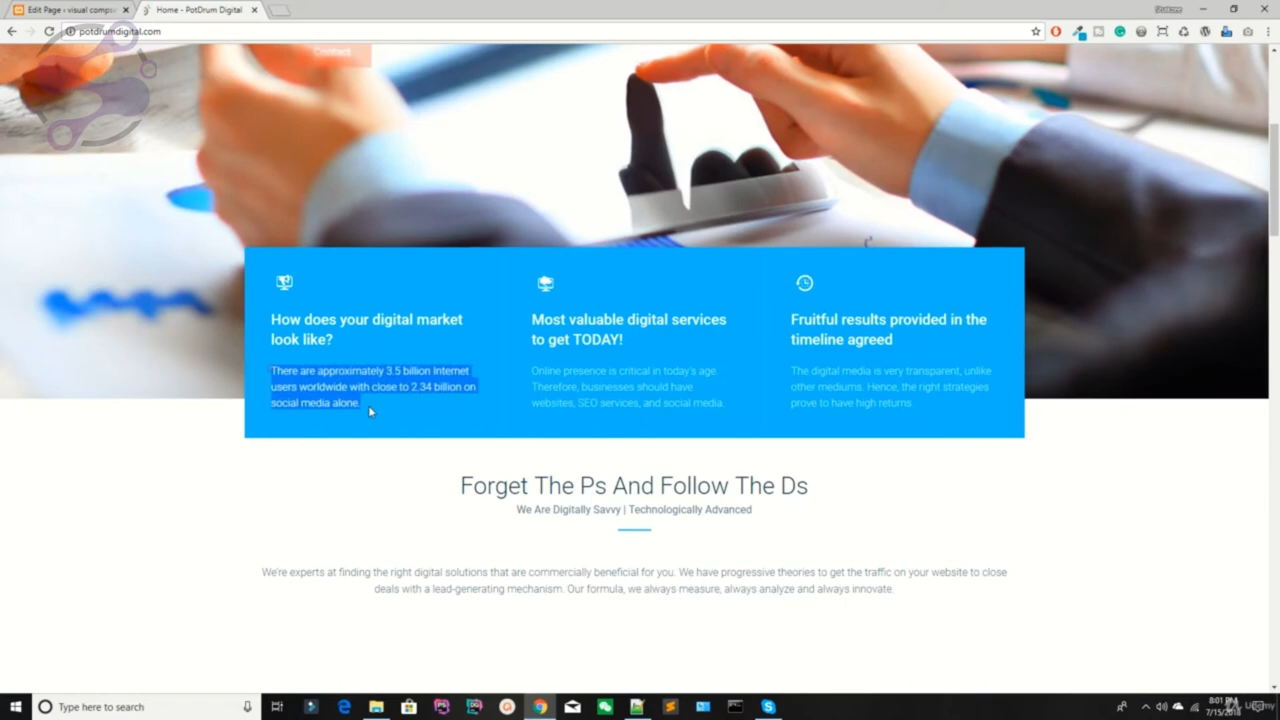 Edit Page ‹ visual compo
Home - PotDrum Digital
potdrumdigital.com
Contact
How does your digital market
look like?
There are approximately 3.5 billion Internet
users worldwide with close to 2.34 billion on
social media alone.
Most valuable digital services
to get TODAY!
Online presence is critical in today's age.
Therefore, businesses should have
websites, SEO services, and social media.
Fruitful results provided in the
timeline agreed
The digital media is very transparent, unlike
other mediums. Hence, the right strategies
prove to have high returns.
Forget The Ps And Follow The Ds
We Are Digitally Savvy | Technologically Advanced
We're experts at finding the right digital solutions that are commercially beneficial for you. We have progressive theories to get the traffic on your website to close
deals with a lead-generating mechanism. Our formula, we always measure, always analyze and always innovate.
Type here to search
8:01
Udemy